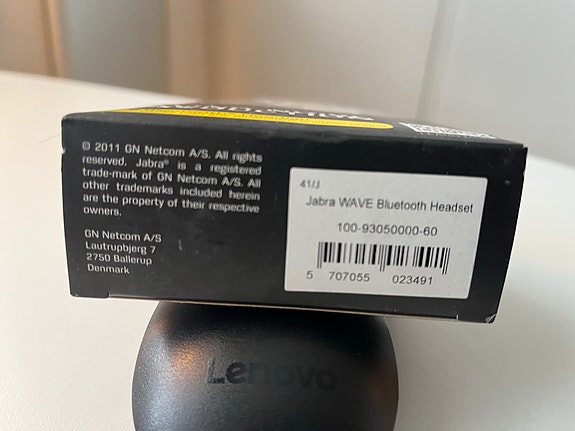 © 2011 GN Netcom A/S. All rights
reserved. Jabra® is a registered
trade-mark of GN Netcom A/S. All
other trademarks included herein
are the property of their respective
owners.
GN Netcom A/S
Lautrupbjerg 7
2750 Ballerup
Denmark
41/J
Jabra WAVE Bluetooth Headset
100-93050000-60
5 707055 023491
Lenovo